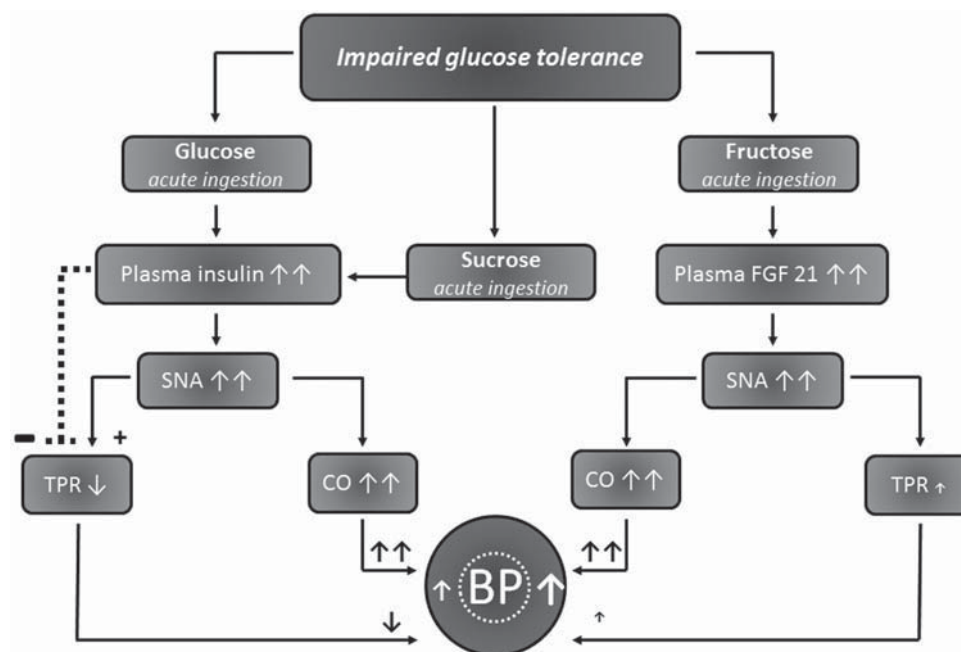 Impaired glucose tolerance
Glucose
acute ingestion
Fructose
acute ingestion
Plasma insulin ↑↑
Sucrose
acute ingestion
Plasma FGF 21 ↑↑
SNA ↑↑
SNA ↑↑
- +
TPR ↓
CO ↑↑
CO ↑↑
TPR ↑
↑↑
↑↑
↑ BP ↑
↓
↑